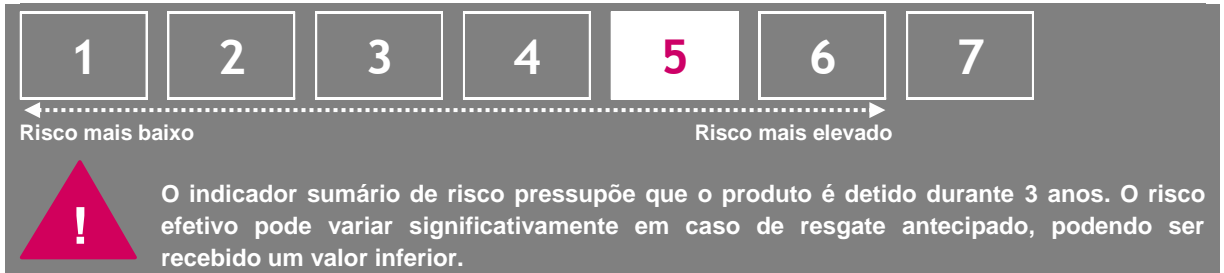 1 2 3 4 5 6 7
Risco mais baixo Risco mais elevado
! O indicador sumário de risco pressupõe que o produto é detido durante 3 anos. O risco
efetivo pode variar significativamente em caso de resgate antecipado, podendo ser
recebido um valor inferior.